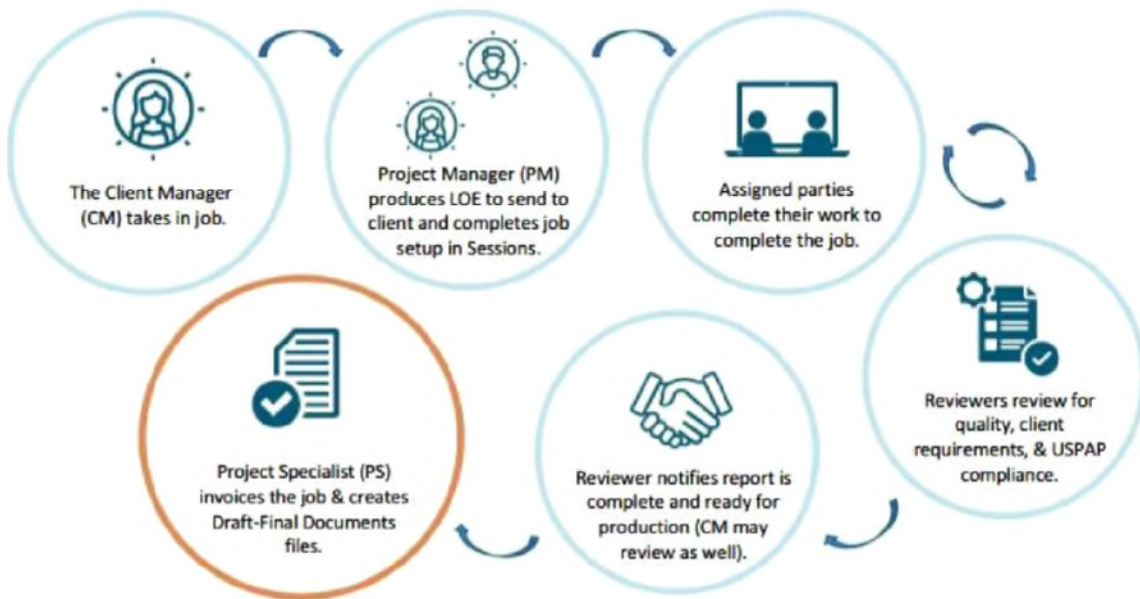 The Client Manager
(CM) takes in job.
Project Manager (PM)
produces LOE to send to
client and completes job
setup in Sessions.
Assigned parties
complete their work to
complete the job.
Reviewers review for
quality, client
requirements, & USPAP
compliance.
Reviewer notifies report is
complete and ready for
production (CM may
review as well).
Project Specialist (PS)
invoices the job & creates
Draft-Final Documents
files.